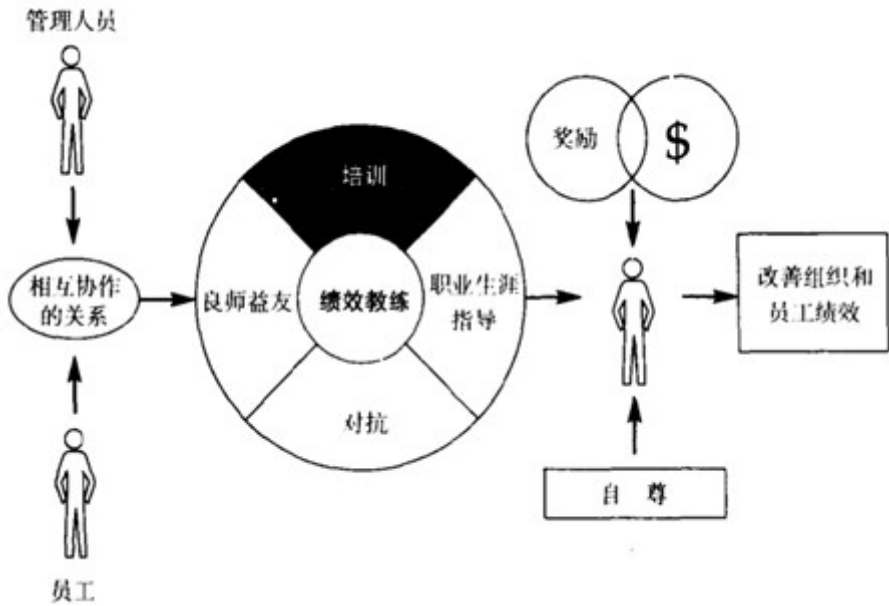 管理人员
奖励
$
培训
相互协作
的关系
良师益友
绩效教练
职业生涯
指导
改善组织和
员工绩效
对抗
自 尊
员工